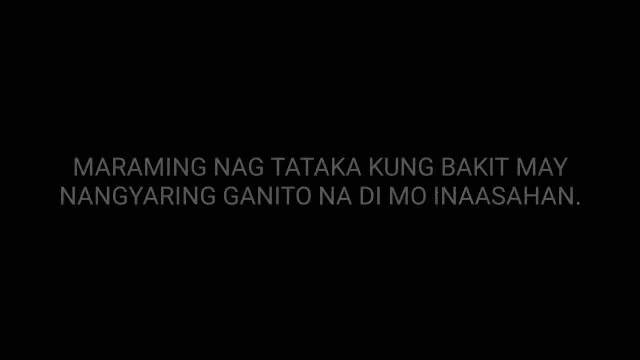 MARAMING NAG TATAKA KUNG BAKIT MAY
NANGYARING GANITO NA DI MO INAASAHAN.